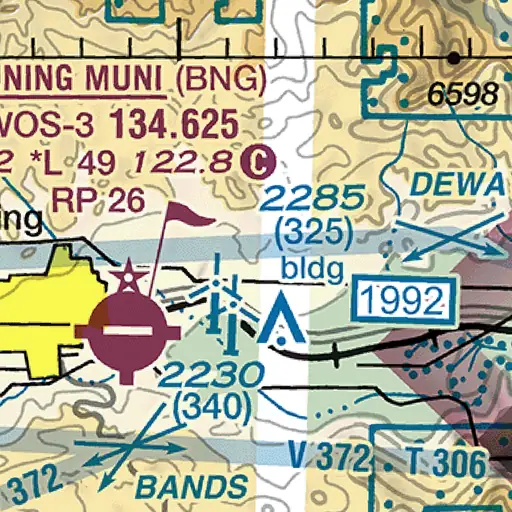 NING MUNI (BNG)
WOS-3 134.625
2 *L 49 122.8 C
RP 26
6598
DEWA
ing
2285
(325)
bldg
1992
2230
(340)
V 372
T 306
372
BANDS